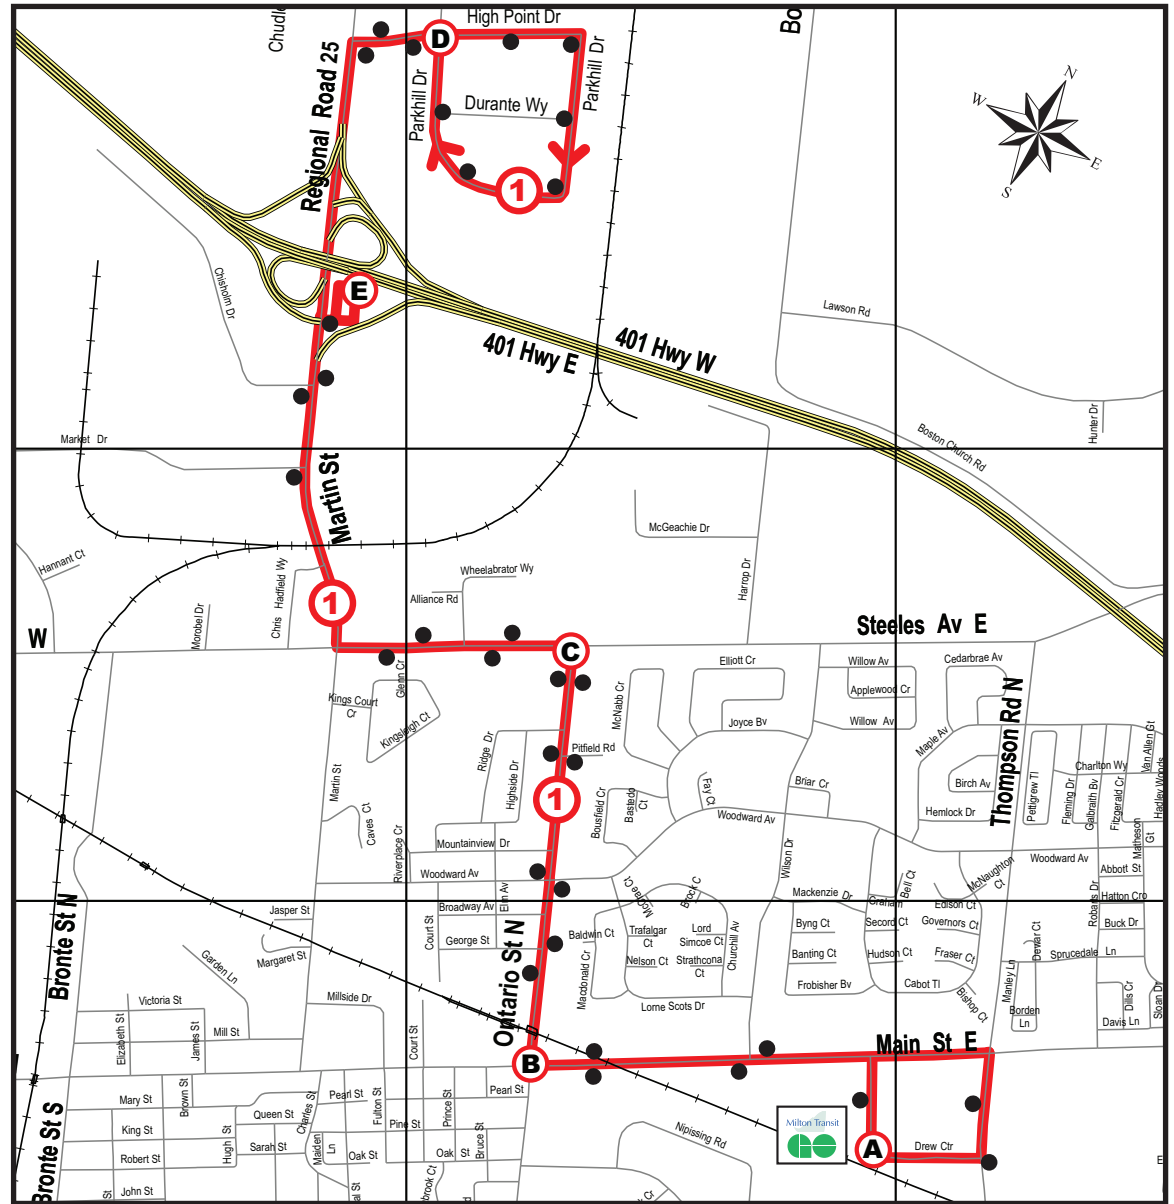 Chudle
Regional Road 25
High Point Dr
D
Parkhill Dr
Parkhill Dr
Durante Wy
1
Bo
N
W
E
S
E
Chisholm Dr
401 Hwy E
401 Hwy W
Lawson Rd
Hunter Dr
Boston Church Rd
Market Dr
Martin St
McGeachie Dr
Harrop Dr
Hannant Ct
Morobel Dr
Chris Hadfield Wy
1
Alliance Rd
Wheelabrator Wy
W
Steeles Av E
C
Glenn Cr
Kings Court
Cr
Kingsleigh Ct
McNabb Cr
Elliott Cr
Joyce Bv
Willow Av
Applewood Cr
Willow Av
Cedarbrae Av
Thompson Rd N
Maple Av
Birch Av
Hemlock Dr
Pettigrew Tl
Fleming Dr
Galbraith Bv
Charlton Wy
Fitzgerald Cr
Van Allen Gt
Hadley Woods
Matheson
Gt
Martin St
Caves Ct
Ridge Dr
Highside Dr
Pitfield Rd
1
Bousfield Cr
Bastedo
Ct
Fay Ct
Briar Cr
Woodward Av
Riverplace Cr
Mountainview Dr
Woodward Av
Wilson Dr
Woodward Av
Abbott St
Hatton Cro
Buck Dr
Roberts Dr
McNaughton
Ct
Bell Ct
Mackenzie Dr
Graham
Edison Ct
Broadway Av
Elm Av
Court St
George St
Jasper St
Margaret St
Garden Ln
McGrae Ct
Brock C
Baldwin Ct
Trafalgar
Ct
Lord
Simcoe Ct
Nelson Ct
Strathcona
Ct
Macdonald Cr
Churchill Av
Lorne Scots Dr
Byng Ct
Banting Ct
Frobisher Bv
Secord Ct
Hudson Ct
Cabot Tl
Governors Ct
Fraser Ct
Bishop Ct
Manley Ln
Dewar Ct
Sprucedale Ln
Borden
Ln
Dills Cr
Davis Ln
Sloan Dr
Bronte St N
Ontario St N
Victoria St
Elizabeth St
James St
Mill St
Millside Dr
Court St
B
Main St E
Mary St
Brown St
King St
Robert St
John St
St
Hugh St
Queen St
Sarah St
Charles St
Maiden
Ln
Pearl St
Fulton St
Pine St
Oak St
Prince St
Oak St
Bruce St
Pearl St
Bronte St S
Nipissing Rd
Milton Transit
GO
A
Drew Ctr